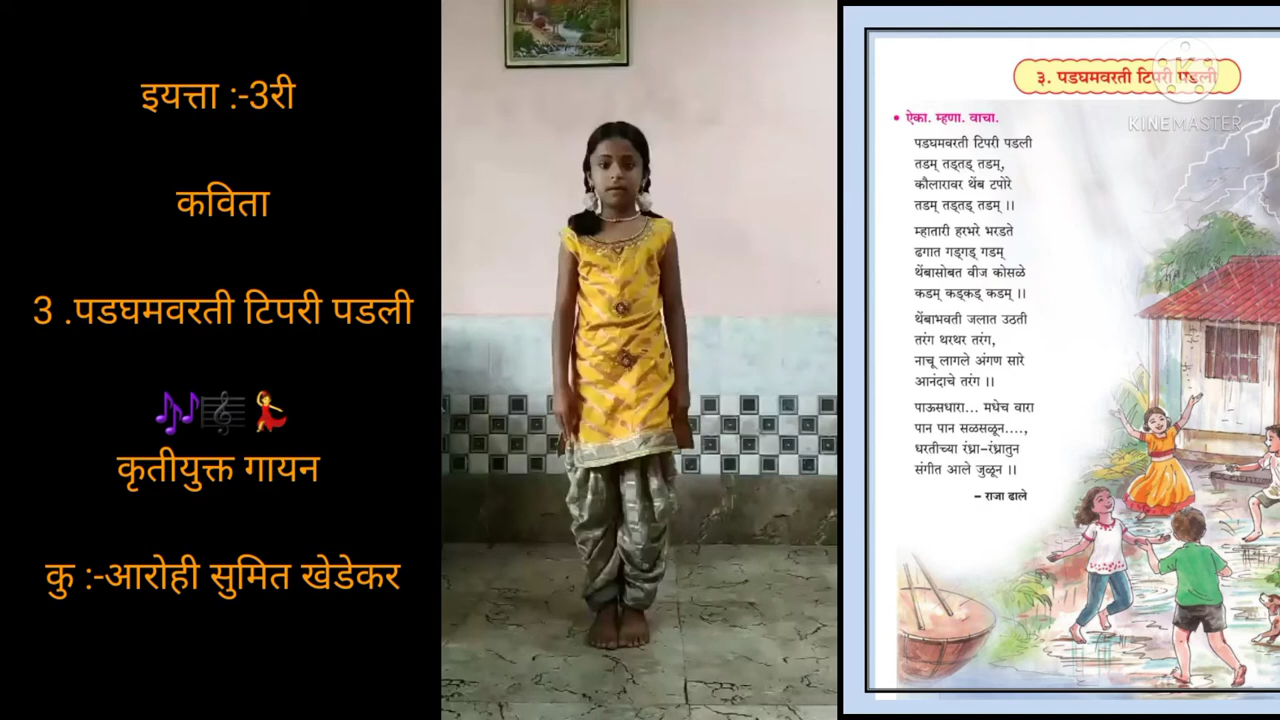 इयत्ता :-3री
कविता
3 .पडघमवरती टिपरी पडली
कृतीयुक्त गायन
कु :-आरोही सुमित खेडेकर
३. पडघमवरती टिपरी पडली
KINEMASTER
• ऐका. म्हणा. वाचा.
पडघमवरती टिपरी पडली
तडम् तड्तड् तडम्,
कौलारावर थेंब टपोरे
तडम् तड्तड् तडम् ।।
म्हातारी हरभरे भरडते
ढगात गड्गड् गडम्
थेंबासोबत वीज कोसळे
कडम् कड्कड् कडम् ।।
थेंबाभवती जलात उठती
तरंग थरथर तरंग,
नाचू लागले अंगण सारे
आनंदाचे तरंग ।।
पाऊसधारा... मधेच वारा
पान पान सळसळून....,
धरतीच्या रंध्रा-रंध्रातुन
संगीत आले जुळून ।।
– राजा ढाले